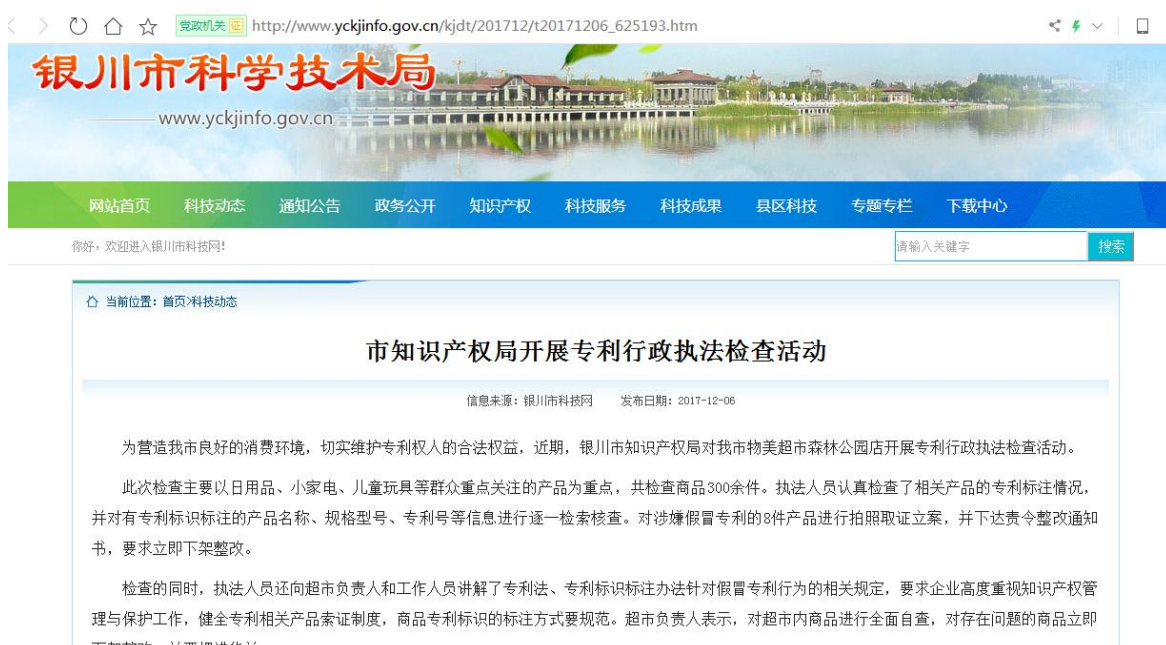 党政机关 证 http://www.yckjinfo.gov.cn/kjdt/201712/t20171206_625193.htm
银川市科学技术局
www.yckjinfo.gov.cn
网站首页 科技动态 通知公告 政务公开 知识产权 科技服务 科技成果 县区科技 专题专栏 下载中心
你好，欢迎进入银川市科技网！ 请输入关键字 搜索
当前位置：首页>科技动态
市知识产权局开展专利行政执法检查活动
信息来源：银川市科技网 发布日期：2017-12-06
为营造我市良好的消费环境，切实维护专利权人的合法权益，近期，银川市知识产权局对我市物美超市森林公园店开展专利行政执法检查活动。
此次检查主要以日用品、小家电、儿童玩具等群众重点关注的产品为重点，共检查商品300余件。执法人员认真检查了相关产品的专利标注情况，
并对有专利标识标注的产品名称、规格型号、专利号等信息进行逐一检索核查。对涉嫌假冒专利的8件产品进行拍照取证立案，并下达责令整改通知
书，要求立即下架整改。
检查的同时，执法人员还向超市负责人和工作人员讲解了专利法、专利标识标注办法针对假冒专利行为的相关规定，要求企业高度重视知识产权管
理与保护工作，健全专利相关产品索证制度，商品专利标识的标注方式要规范。超市负责人表示，对超市内商品进行全面自查，对存在问题的商品立即